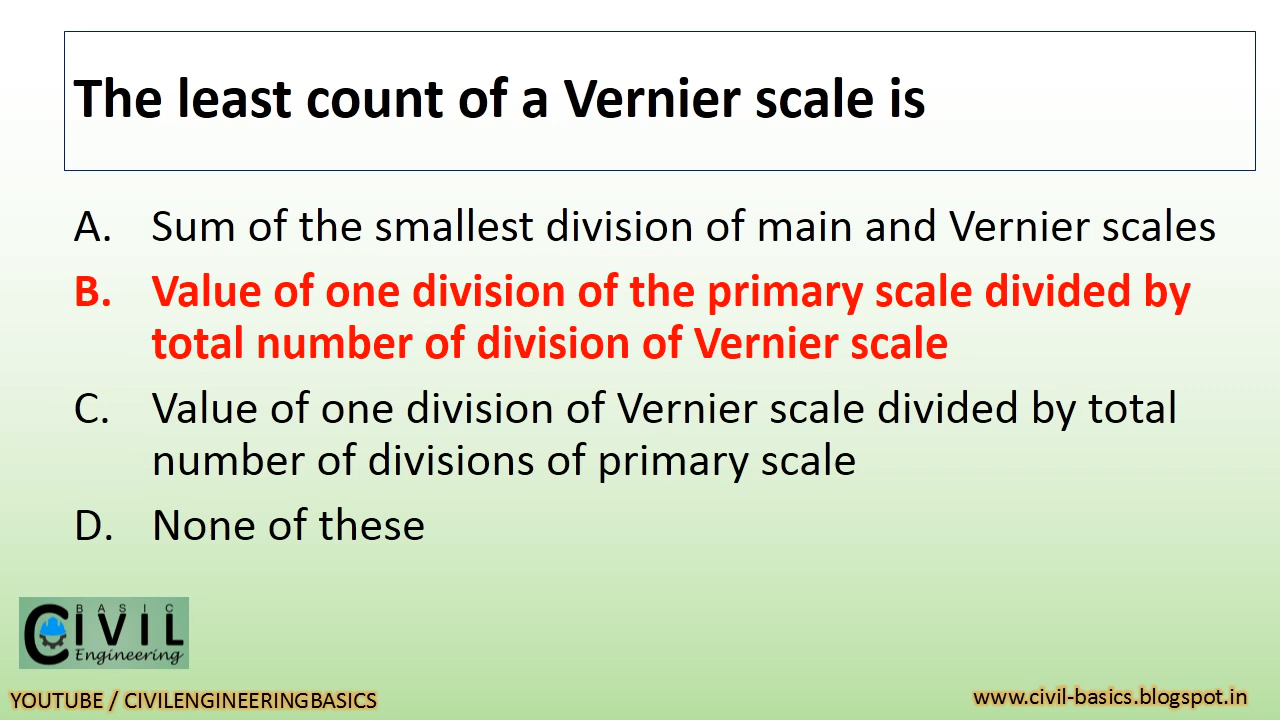 The least count of a Vernier scale is
A. Sum of the smallest division of main and Vernier scales
B. Value of one division of the primary scale divided by
total number of division of Vernier scale
C. Value of one division of Vernier scale divided by total
number of divisions of primary scale
D. None of these
BASIC
CIVIL
Engineering
YOUTUBE / CIVILENGINEERINGBASICS
www.civil-basics.blogspot.in